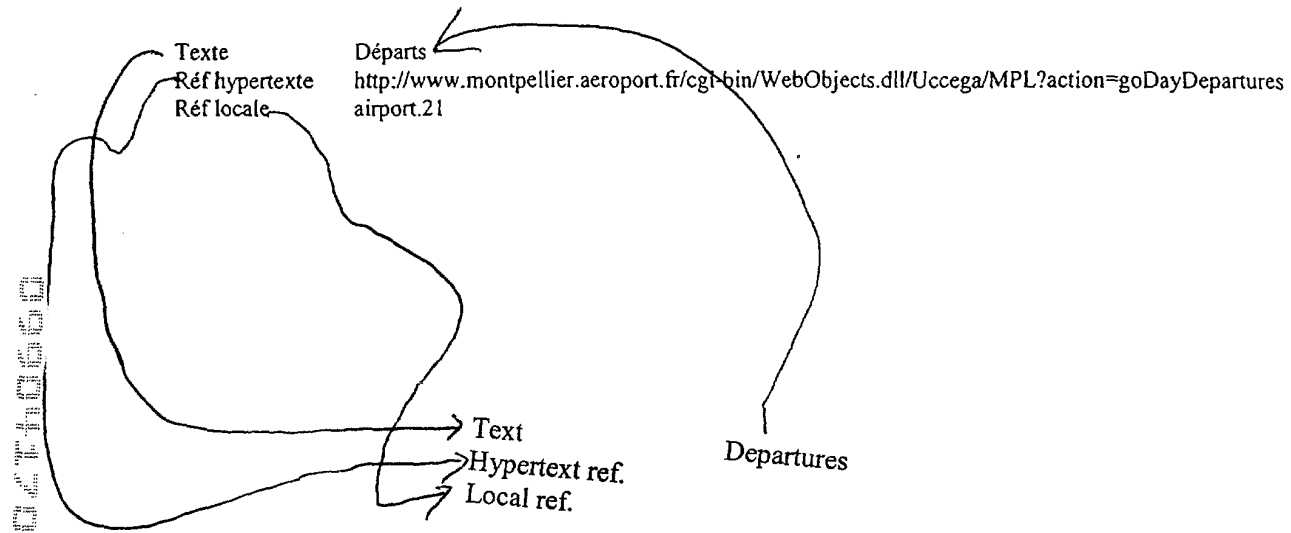 Texte Départs
Réf hypertexte http://www.montpellier.aeroport.fr/cgi-bin/WebObjects.dll/Uccega/MPL?action=goDayDepartures
Réf locale airport.21
Text
Hypertext ref.
Local ref.
Departures